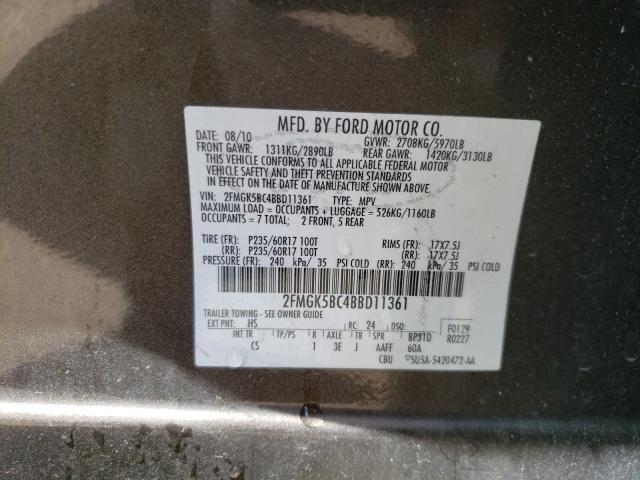 MFD. BY FORD MOTOR CO.
DATE: 08/10 GVWR: 2708KG/5970LB
FRONT GAWR: 1311KG/2890LB REAR GAWR: 1420KG/3130LB
THIS VEHICLE CONFORMS TO ALL APPLICABLE FEDERAL MOTOR
VEHICLE SAFETY AND THEFT PREVENTION STANDARDS
IN EFFECT ON THE DATE OF MANUFACTURE SHOWN ABOVE.
VIN: 2FMGK5BC4BBD11361 TYPE: MPV
MAXIMUM LOAD = OCCUPANTS + LUGGAGE = 526KG/1160LB
OCCUPANTS = 7 TOTAL; 2 FRONT, 5 REAR
TIRE (FR): P235/60R17 100T RIMS (FR): 17X7.5J
(RR): P235/60R17 100T (RR): 17X7.5J
PRESSURE (FR): 240 kPa/ 35 PSI COLD (RR): 240 kPa/ 35 PSI COLD
2FMGK5BC4BBD11361
TRAILER TOWING - SEE OWNER GUIDE
EXT PNT: HS RC: 24 DSO: F0129
INT TR TP/PS R AXLE TR SPR BP31D R0227
CS 1 3E J AAFF 60A
CBU 5U5A-5420472-AA